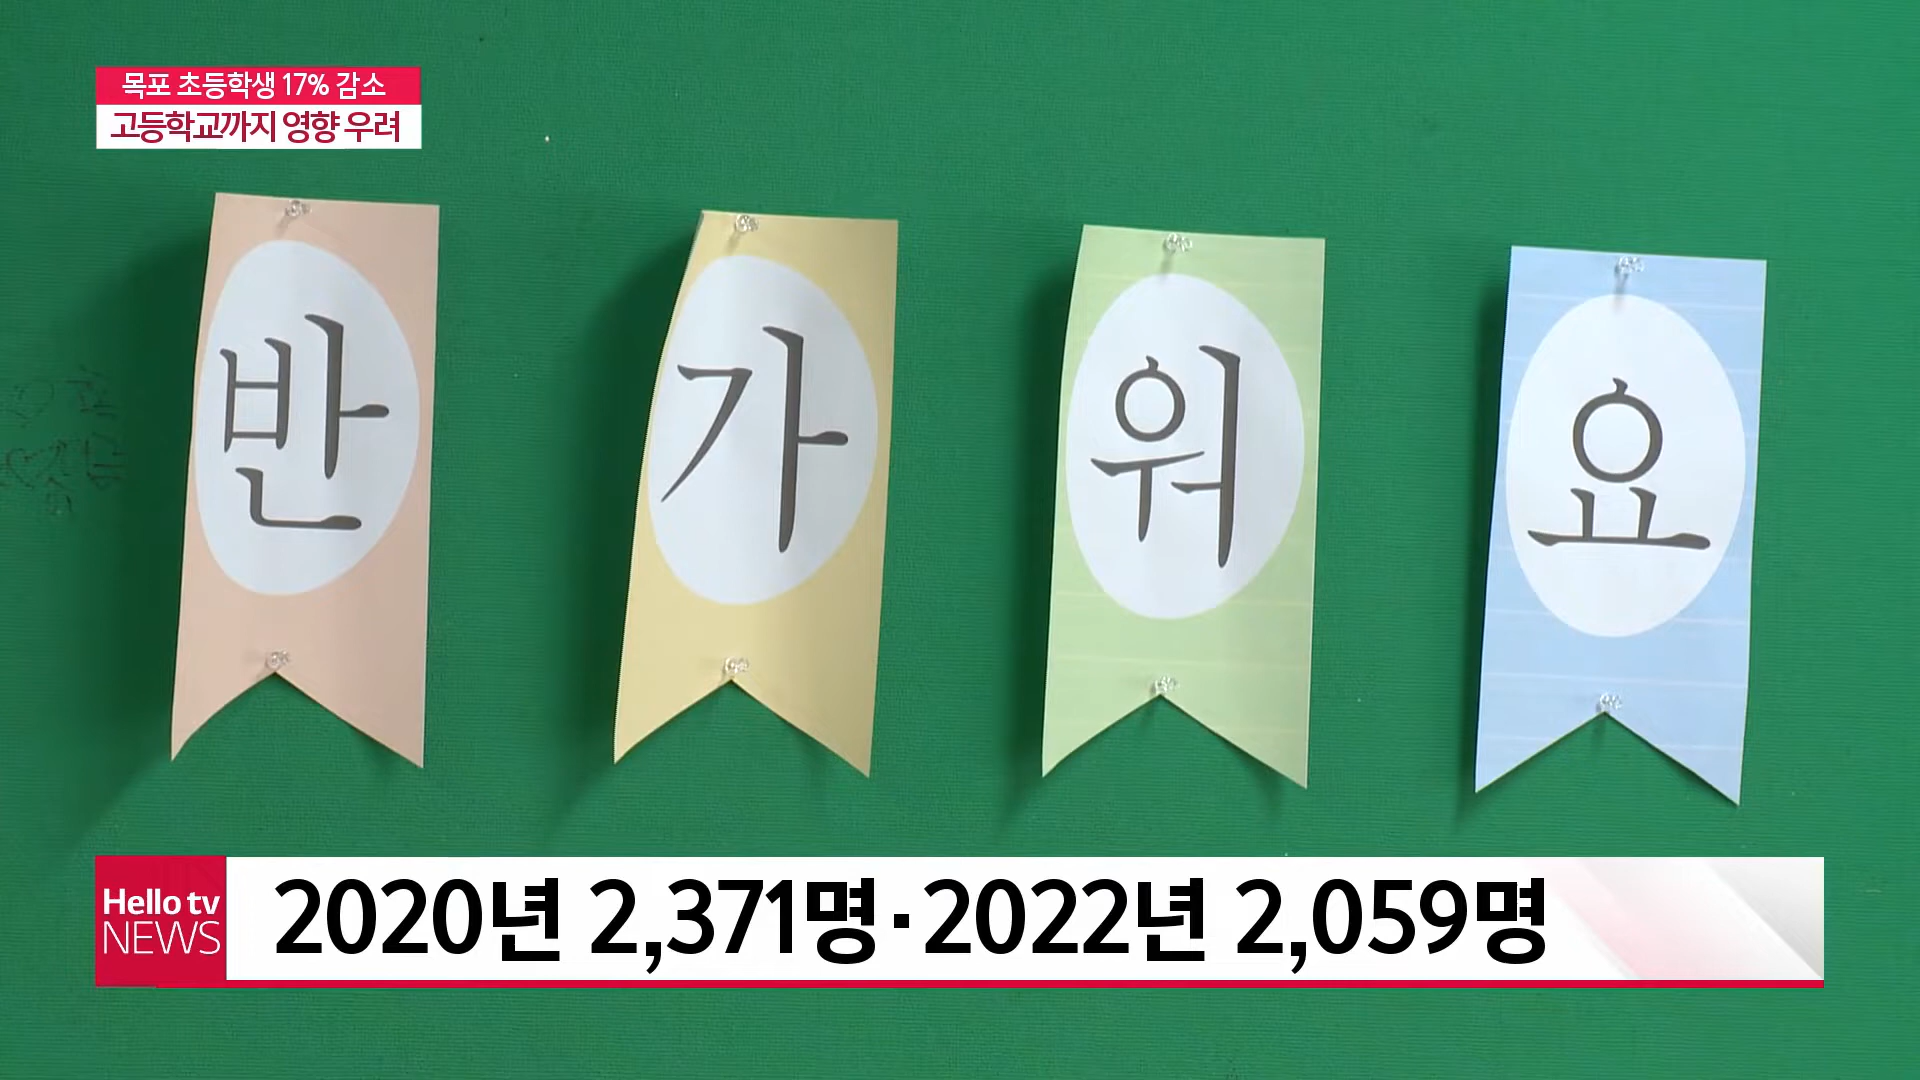 목포 초등학생 17% 감소
고등학교까지 영향 우려
반 가 워 요
Hello tv
NEWS
2020년 2,371명·2022년 2,059명